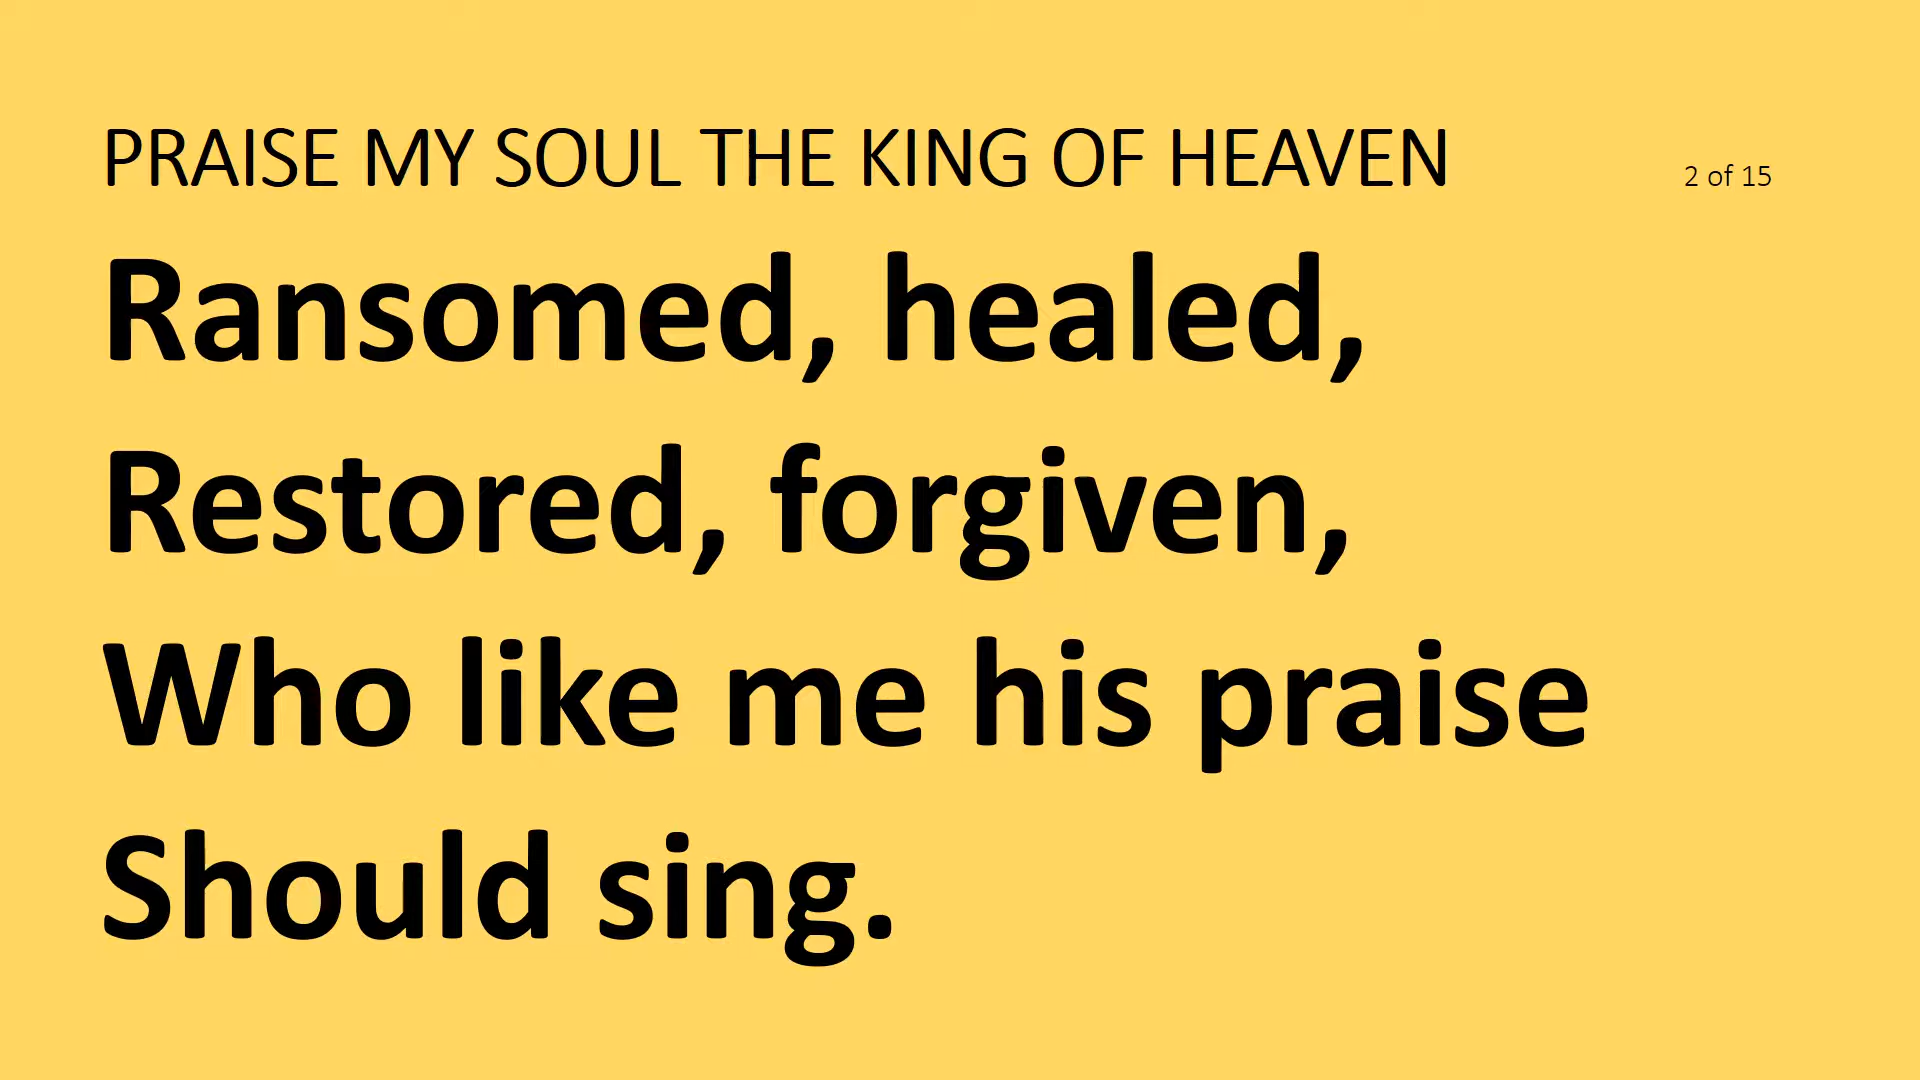 PRAISE MY SOUL THE KING OF HEAVEN 2 of 15
Ransomed, healed,
Restored, forgiven,
Who like me his praise
Should sing.